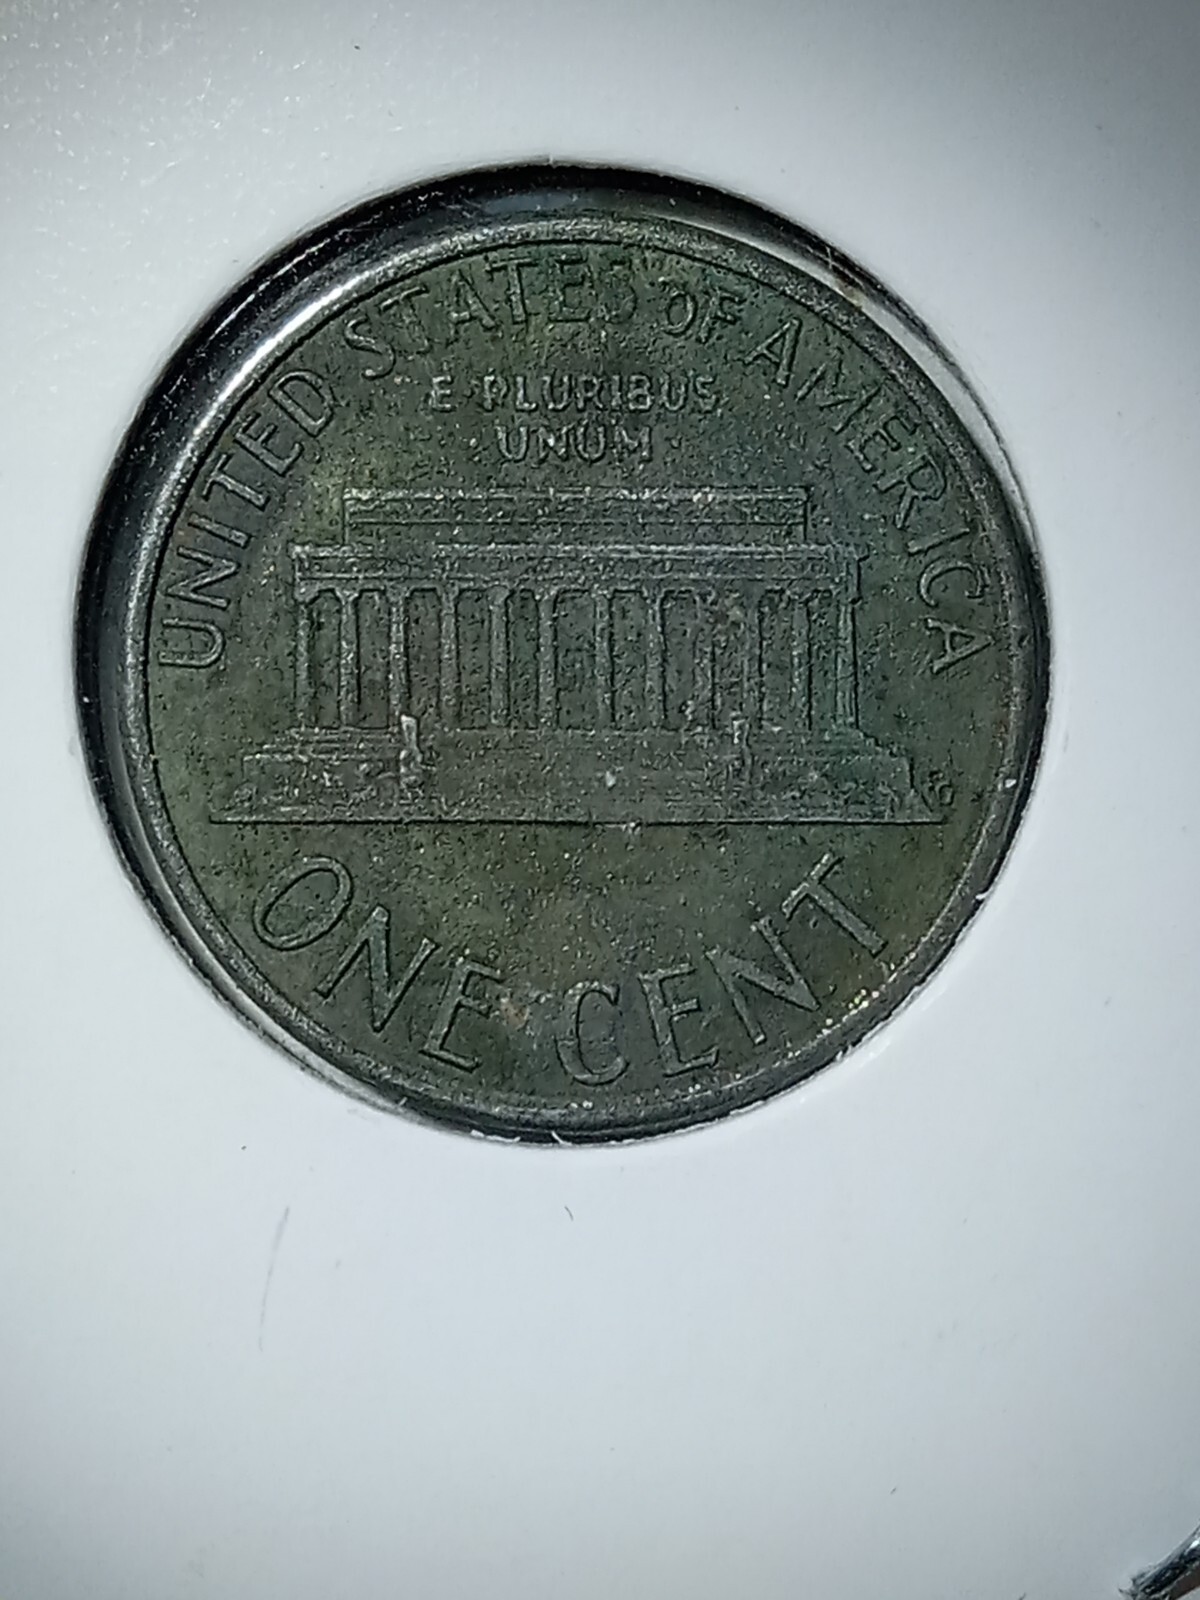 UNITED STATES OF AMERICA
E PLURIBUS
UNUM
ONE CENT